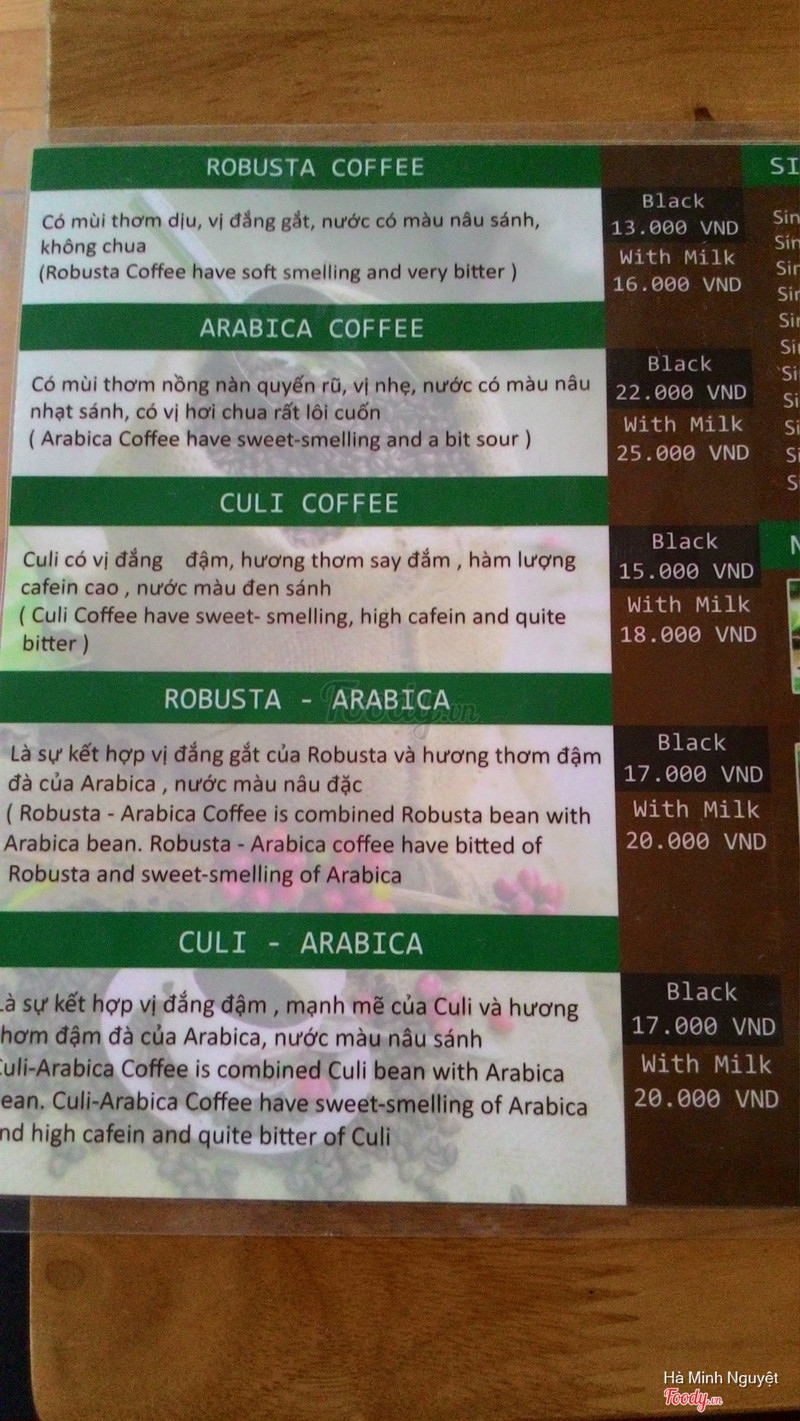 ROBUSTA COFFEE
Có mùi thơm dịu, vị đắng gắt, nước có màu nâu sánh,
không chua
(Robusta Coffee have soft smelling and very bitter )
Black
13.000 VND
With Milk
16.000 VND
ARABICA COFFEE
Có mùi thơm nồng nàn quyến rũ, vị nhẹ, nước có màu nâu
nhạt sánh, có vị hơi chua rất lôi cuốn
( Arabica Coffee have sweet-smelling and a bit sour )
Black
22.000 VND
With Milk
25.000 VND
CULI COFFEE
Culi có vị đắng đậm, hương thơm say đắm , hàm lượng
cafein cao , nước màu đen sánh
( Culi Coffee have sweet- smelling, high cafein and quite
bitter )
Black
15.000 VND
With Milk
18.000 VND
ROBUSTA - ARABICA
Là sự kết hợp vị đắng gắt của Robusta và hương thơm đậm
đà của Arabica , nước màu nâu đặc
( Robusta - Arabica Coffee is combined Robusta bean with
Arabica bean. Robusta - Arabica coffee have bitted of
Robusta and sweet-smelling of Arabica
Black
17.000 VND
With Milk
20.000 VND
CULI - ARABICA
sự kết hợp vị đắng đậm , mạnh mẽ của Culi và hương
đậm đà của Arabica, nước màu nâu sánh
Coffee is combined Culi bean with Arabica
Culi-Arabica Coffee have sweet-smelling of Arabica
high cafein and quite bitter of Culi
Black
17.000 VND
With Milk
20.000 VND
Foody.vn
Hà Minh Nguyệt
Foody.vn